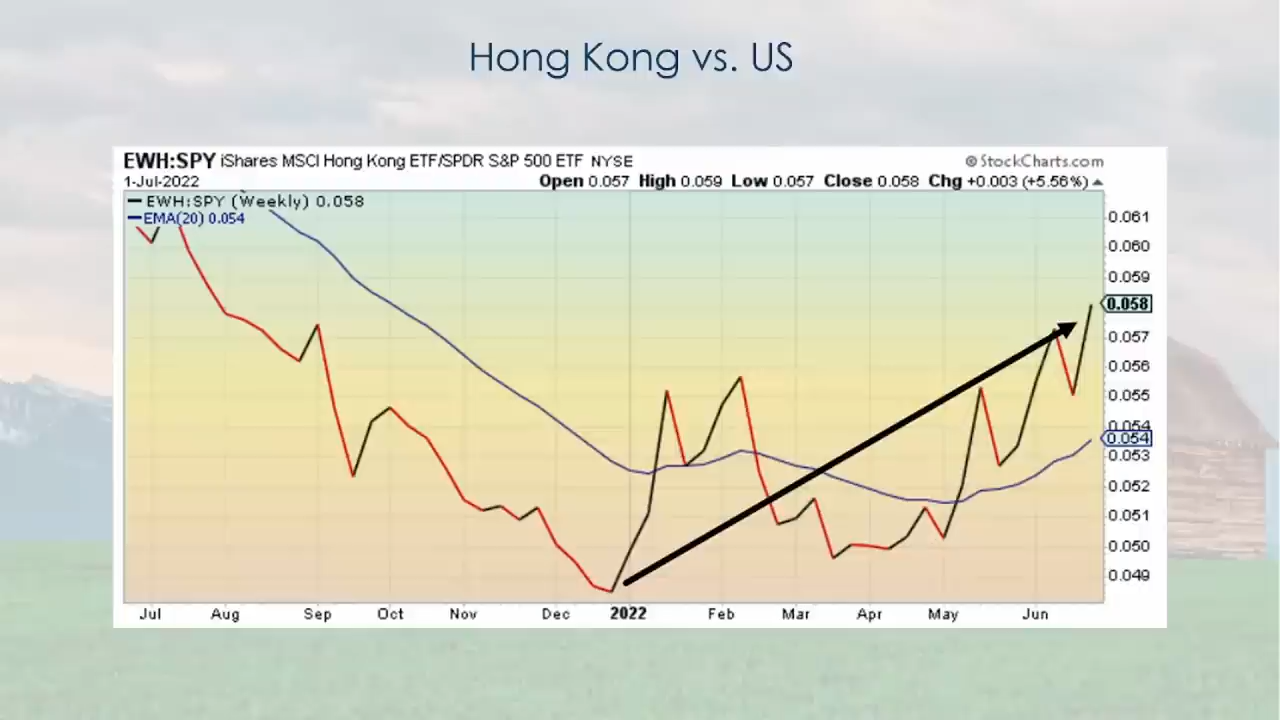 Hong Kong vs. US
EWH:SPY iShares MSCI Hong Kong ETF/SPDR S&P 500 ETF NYSE
© StockCharts.com
1-Jul-2022
Open 0.057 High 0.059 Low 0.057 Close 0.058 Chg +0.003 (+5.56%)
EWH:SPY (Weekly) 0.058
EMA(20) 0.054
0.061
0.060
0.059
0.058
0.057
0.056
0.055
0.054
0.054
0.053
0.052
0.051
0.050
0.049
Jul Aug Sep Oct Nov Dec 2022 Feb Mar Apr May Jun